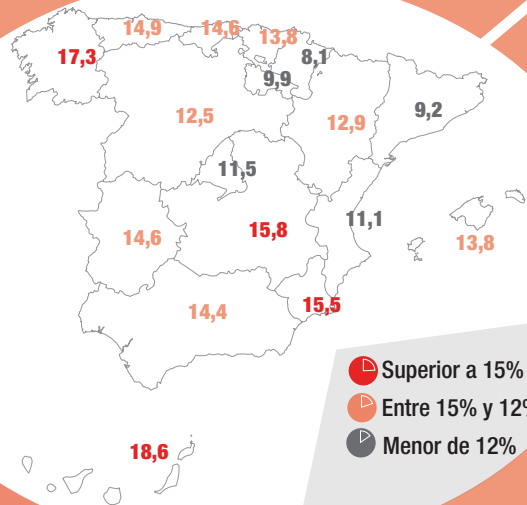 14,9 14,6 13,8
17,3 8,1
9,9
12,5 12,9 9,2
11,5
11,1
14,6 15,8 13,8
14,4 15,5
Superior a 15%
Entre 15% y 12%
Menor de 12%
18,6